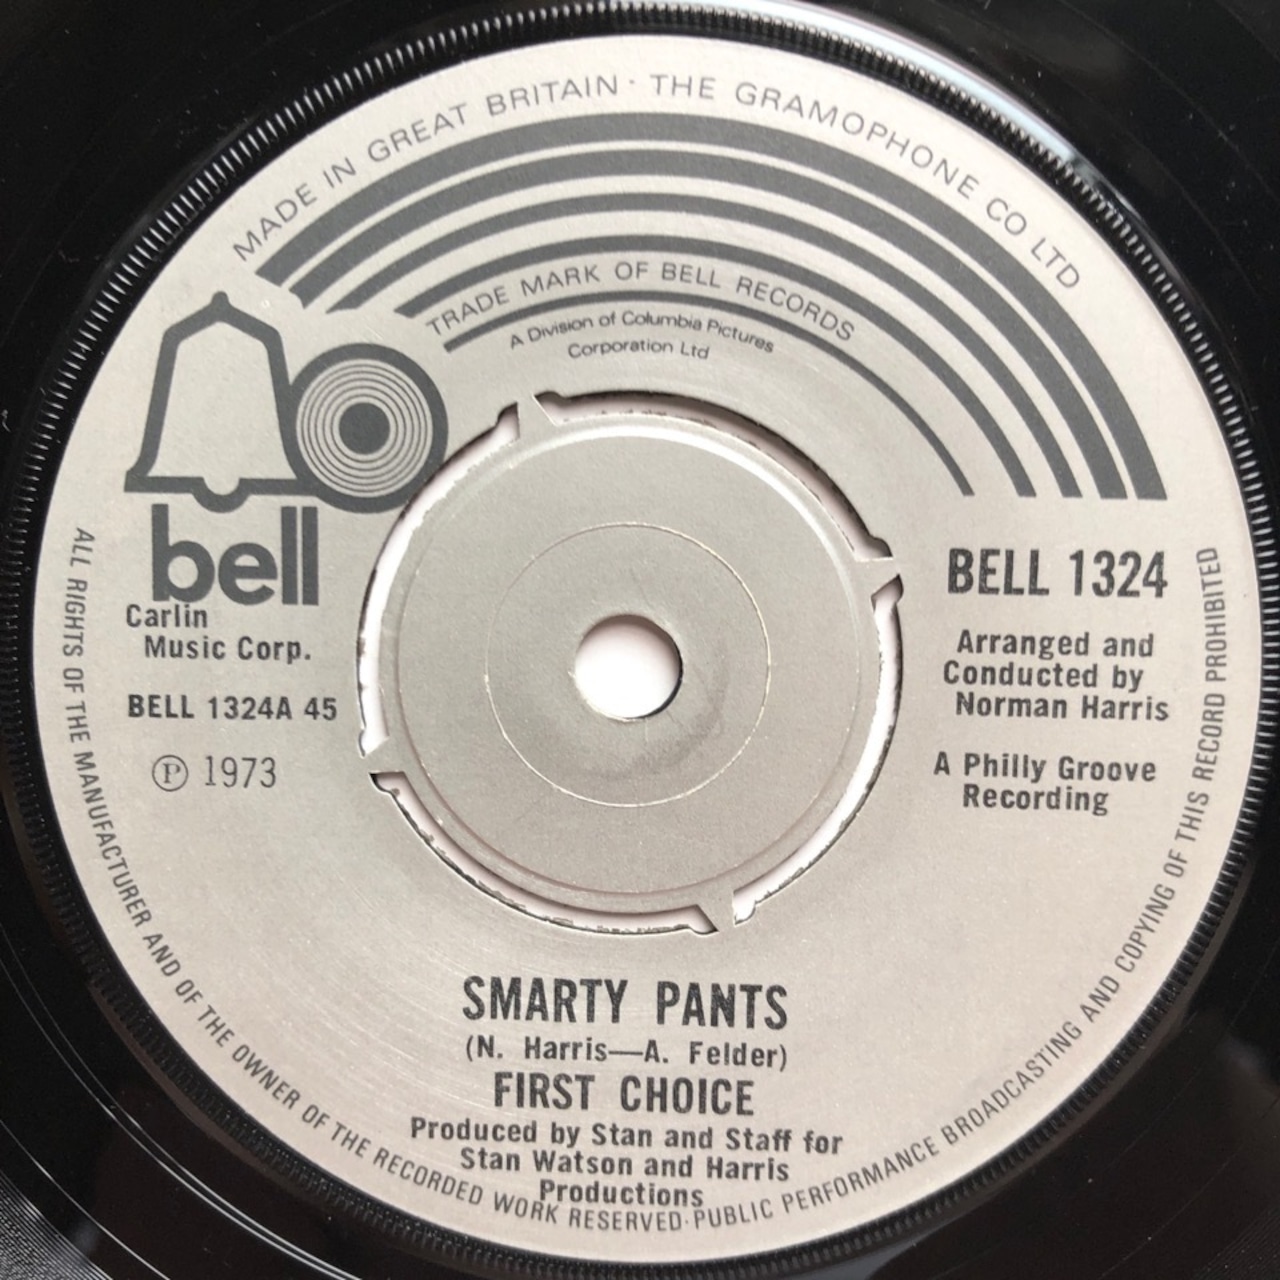 MADE IN GREAT BRITAIN · THE GRAMOPHONE CO LTD
TRADE MARK OF BELL RECORDS
A Division of Columbia Pictures
Corporation Ltd
bell
Carlin
Music Corp.
BELL 1324A 45
Ⓟ 1973
BELL 1324
Arranged and
Conducted by
Norman Harris
A Philly Groove
Recording
SMARTY PANTS
(N. Harris—A. Felder)
FIRST CHOICE
Produced by Stan and Staff for
Stan Watson and Harris
Productions
ALL RIGHTS OF THE MANUFACTURER AND OF THE OWNER OF THE RECORDED WORK RESERVED·PUBLIC PERFORMANCE BROADCASTING AND COPYING OF THIS RECORD PROHIBITED